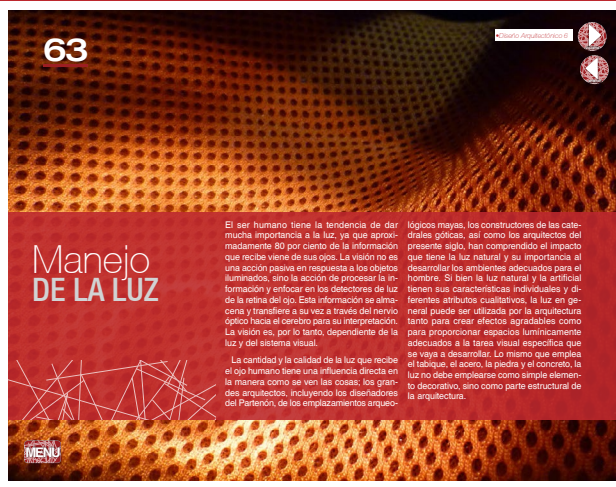 63
•Diseño Arquitectónico 6
Manejo
DE LA LUZ
El ser humano tiene la tendencia de dar
mucha importancia a la luz, ya que aproxi-
madamente 80 por ciento de la información
que recibe viene de sus ojos. La visión no es
una acción pasiva en respuesta a los objetos
iluminados, sino la acción de procesar la in-
formación y enfocar en los detectores de luz
de la retina del ojo. Esta información se alma-
cena y transfiere a su vez a través del nervio
óptico hacia el cerebro para su interpretación.
La visión es, por lo tanto, dependiente de la
luz y del sistema visual.
La cantidad y la calidad de la luz que recibe
el ojo humano tiene una influencia directa en
la manera como se ven las cosas; los gran-
des arquitectos, incluyendo los diseñadores
del Partenón, de los emplazamientos arqueo-
lógicos mayas, los constructores de las cate-
drales góticas, así como los arquitectos del
presente siglo, han comprendido el impacto
que tiene la luz natural y su importancia al
desarrollar los ambientes adecuados para el
hombre. Si bien la luz natural y la artificial
tienen sus características individuales y di-
ferentes atributos cualitativos, la luz en ge-
neral puede ser utilizada por la arquitectura
tanto para crear efectos agradables como
para proporcionar espacios lumínicamente
adecuados a la tarea visual específica que
se vaya a desarrollar. Lo mismo que emplea
el tabique, el acero, la piedra y el concreto, la
luz no debe emplearse como simple elemen-
to decorativo, sino como parte estructural de
la arquitectura.
MENU